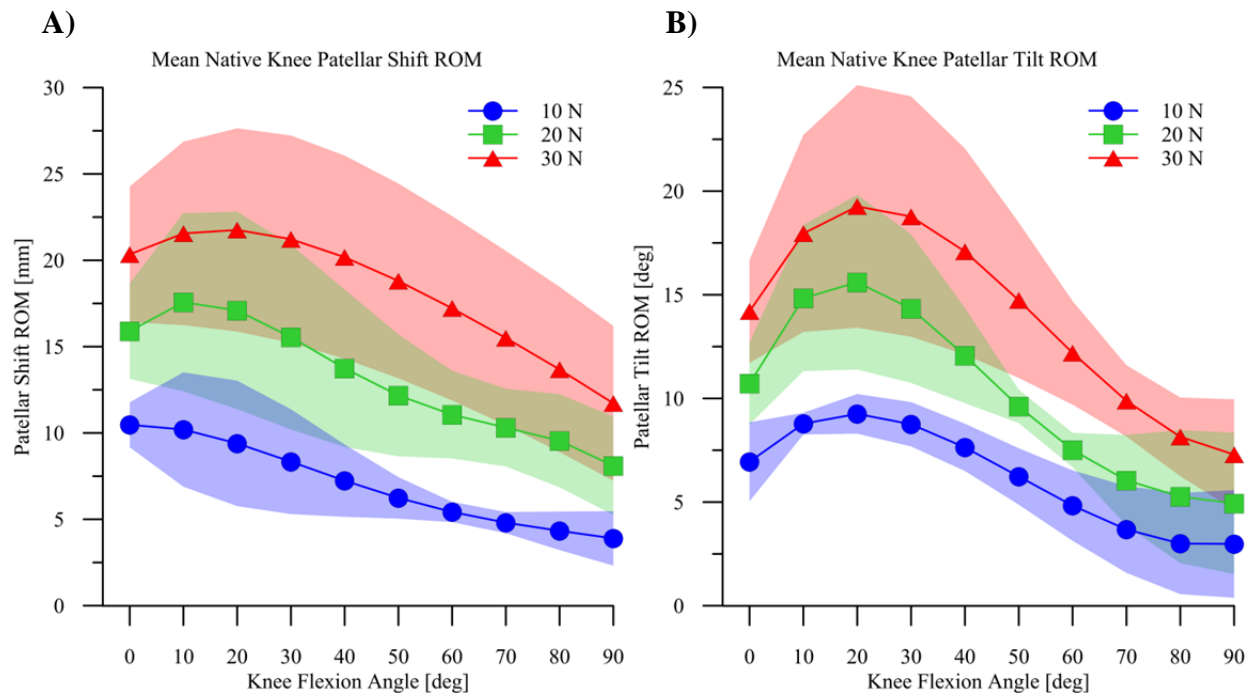 A)
Mean Native Knee Patellar Shift ROM
10 N
20 N
30 N
Patellar Shift ROM [mm]
30
25
20
15
10
5
0
0 10 20 30 40 50 60 70 80 90
Knee Flexion Angle [deg]
B)
Mean Native Knee Patellar Tilt ROM
10 N
20 N
30 N
Patellar Tilt ROM [deg]
25
20
15
10
5
0
0 10 20 30 40 50 60 70 80 90
Knee Flexion Angle [deg]